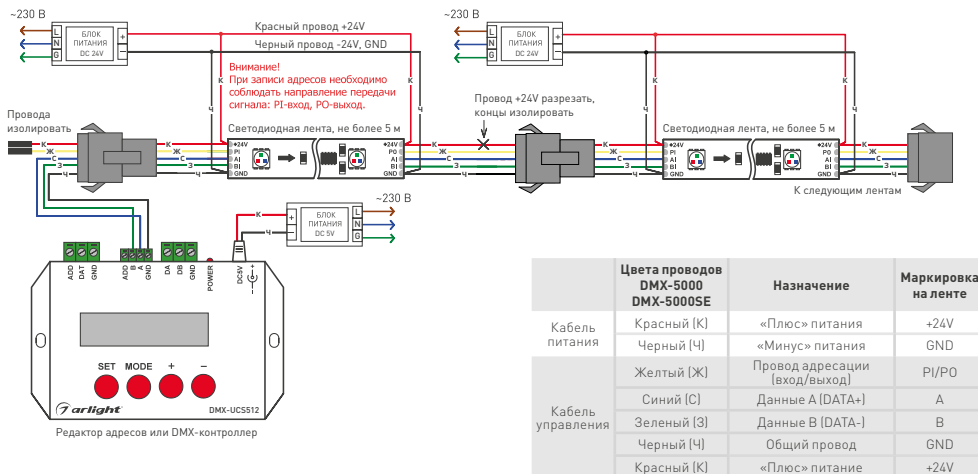 ~230 В
L
N
G
БЛОК
ПИТАНИЯ
DC 24V
+
−
Красный провод +24V
Черный провод -24V, GND
К
Ч
К
Ч
Внимание!
При записи адресов необходимо
соблюдать направление передачи
сигнала: PI-вход, PO-выход.
~230 В
L
N
G
БЛОК
ПИТАНИЯ
DC 24V
+
−
К
Ч
К
Ч
Провода
изолировать
Светодиодная лента, не более 5 м
Провод +24V разрезать,
концы изолировать
Светодиодная лента, не более 5 м
К
Ж
С
З
Ч
К
Ж
С
З
Ч
+24V
PI
AI
BI
GND
+24V
PO
AI
BI
GND
К
Ж
С
З
Ч
К
Ж
С
З
Ч
+24V
PI
AI
BI
GND
+24V
PO
AI
BI
GND
К
Ж
С
З
Ч
К следующим лентам
~230 В
К
Ч
+
−
БЛОК
ПИТАНИЯ
DC 5V
L
N
G
ADD
DAT
GND
ADD
B
A
GND
DA
DB
GND
POWER
DC5V
+
−
SET MODE + −
arlight
DMX-UCS512
Редактор адресов или DMX-контроллер
Цвета проводов
DMX-5000
DMX-5000SE
Назначение
Маркировка
на ленте
Кабель
питания
Красный (К) «Плюс» питания +24V
Черный (Ч) «Минус» питания GND
Кабель
управления
Желтый (Ж) Провод адресации
(вход/выход) PI/PO
Синий (С) Данные A (DATA+) A
Зеленый (З) Данные B (DATA-) B
Черный (Ч) Общий провод GND
Красный (К) «Плюс» питание +24V